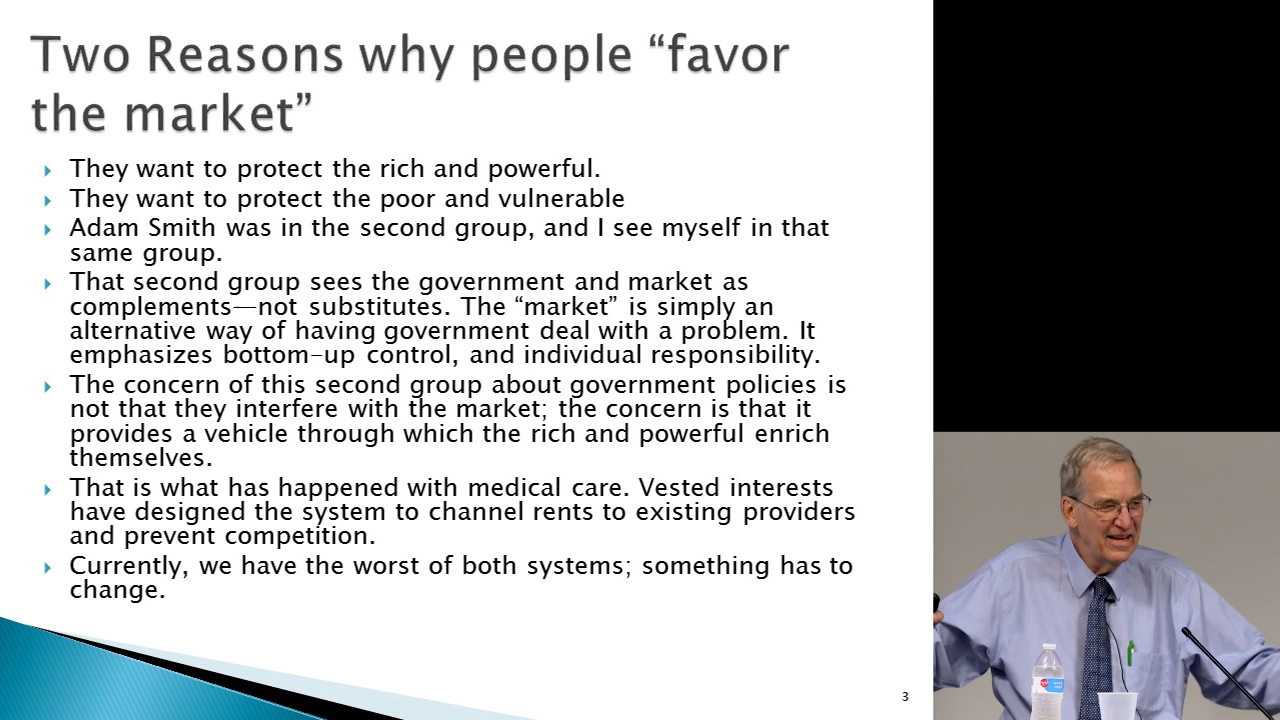 Two Reasons why people “favor
the market”
They want to protect the rich and powerful.
They want to protect the poor and vulnerable
Adam Smith was in the second group, and I see myself in that
same group.
That second group sees the government and market as
complements—not substitutes. The “market” is simply an
alternative way of having government deal with a problem. It
emphasizes bottom-up control, and individual responsibility.
The concern of this second group about government policies is
not that they interfere with the market; the concern is that it
provides a vehicle through which the rich and powerful enrich
themselves.
That is what has happened with medical care. Vested interests
have designed the system to channel rents to existing providers
and prevent competition.
Currently, we have the worst of both systems; something has to
change.
3